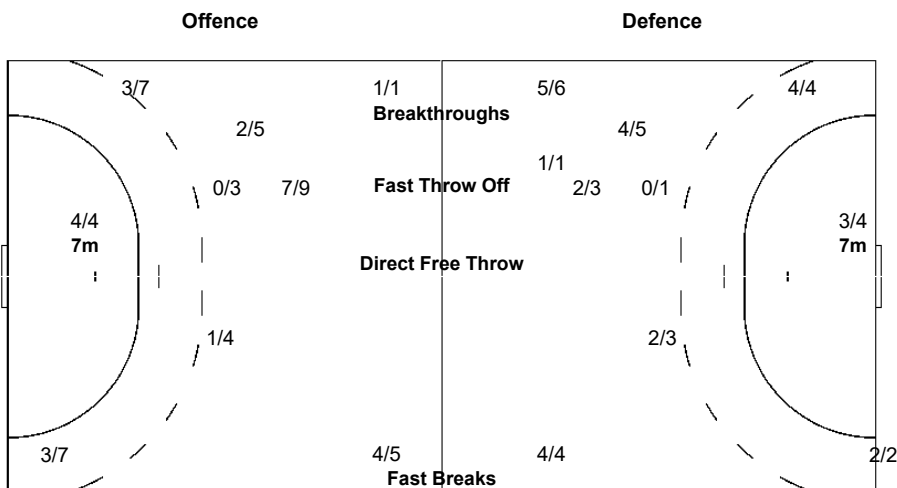 Offence Defence
3/7 1/1 5/6 4/4
Breakthroughs
2/5 4/5
1/1
0/3 7/9 Fast Throw Off 2/3 0/1
4/4 3/4
7m 7m
Direct Free Throw
1/4 2/3
3/7 4/5 4/4 2/2
Fast Breaks